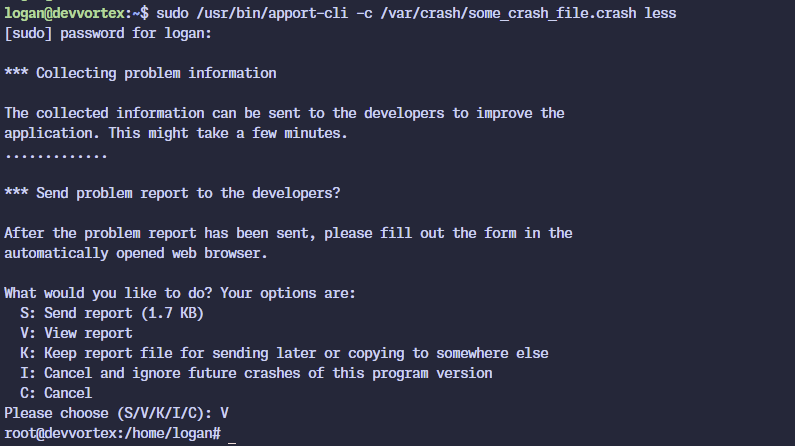 logan@devvortex:~$ sudo /usr/bin/apport-cli -c /var/crash/some_crash_file.crash less
[sudo] password for logan:
*** Collecting problem information
The collected information can be sent to the developers to improve the
application. This might take a few minutes.
.............
*** Send problem report to the developers?
After the problem report has been sent, please fill out the form in the
automatically opened web browser.
What would you like to do? Your options are:
S: Send report (1.7 KB)
V: View report
K: Keep report file for sending later or copying to somewhere else
I: Cancel and ignore future crashes of this program version
C: Cancel
Please choose (S/V/K/I/C): V
root@devvortex:/home/logan# _